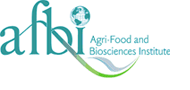 afbi
Agri-Food and
Biosciences Institute